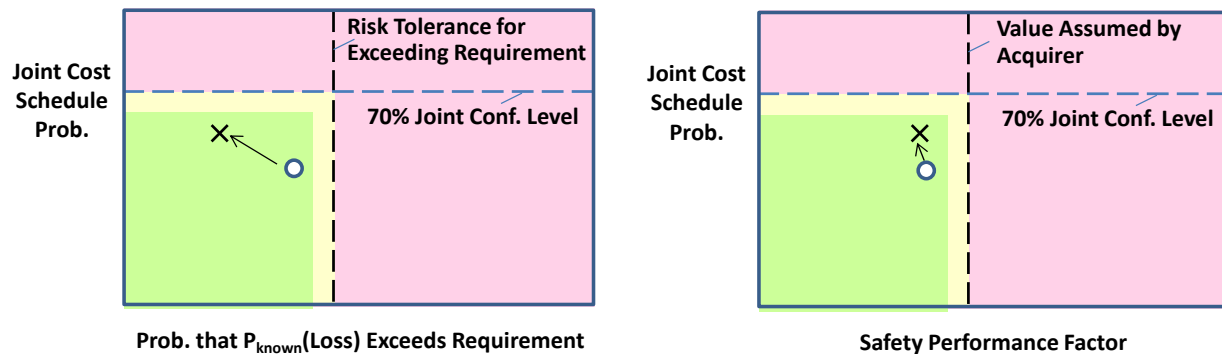 Risk Tolerance for
Exceeding Requirement
Joint Cost
Schedule
Prob.
70% Joint Conf. Level
Prob. that Pknown(Loss) Exceeds Requirement
Value Assumed by
Acquirer
Joint Cost
Schedule
Prob.
70% Joint Conf. Level
Safety Performance Factor